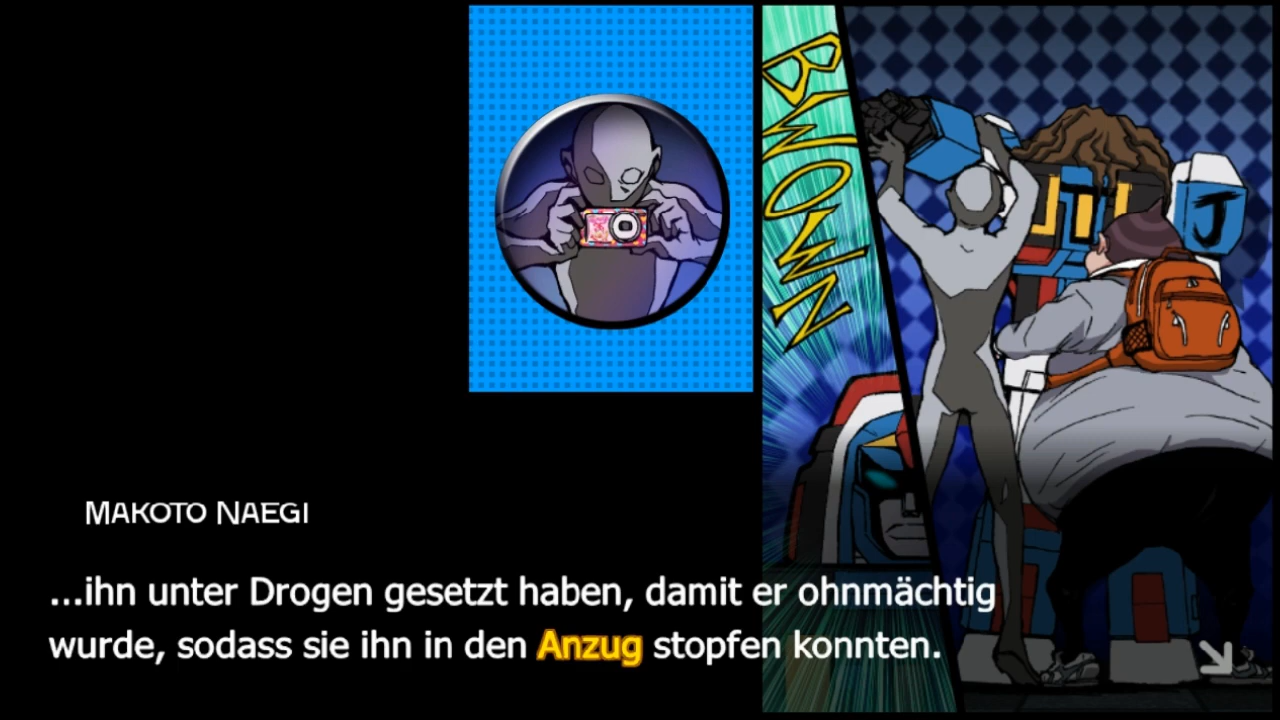 BWOWN
J
MAKOTO NAEGI
...ihn unter Drogen gesetzt haben, damit er ohnmächtig
wurde, sodass sie ihn in den Anzug stopfen konnten.